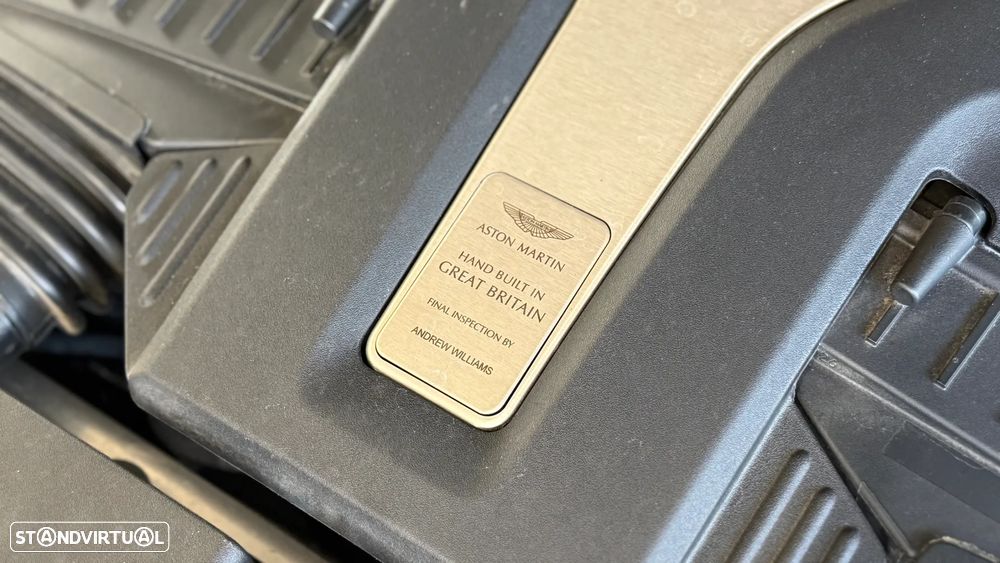 ASTON MARTIN
HAND BUILT IN
GREAT BRITAIN
FINAL INSPECTION BY
ANDREW WILLIAMS
STANDVIRTUAL